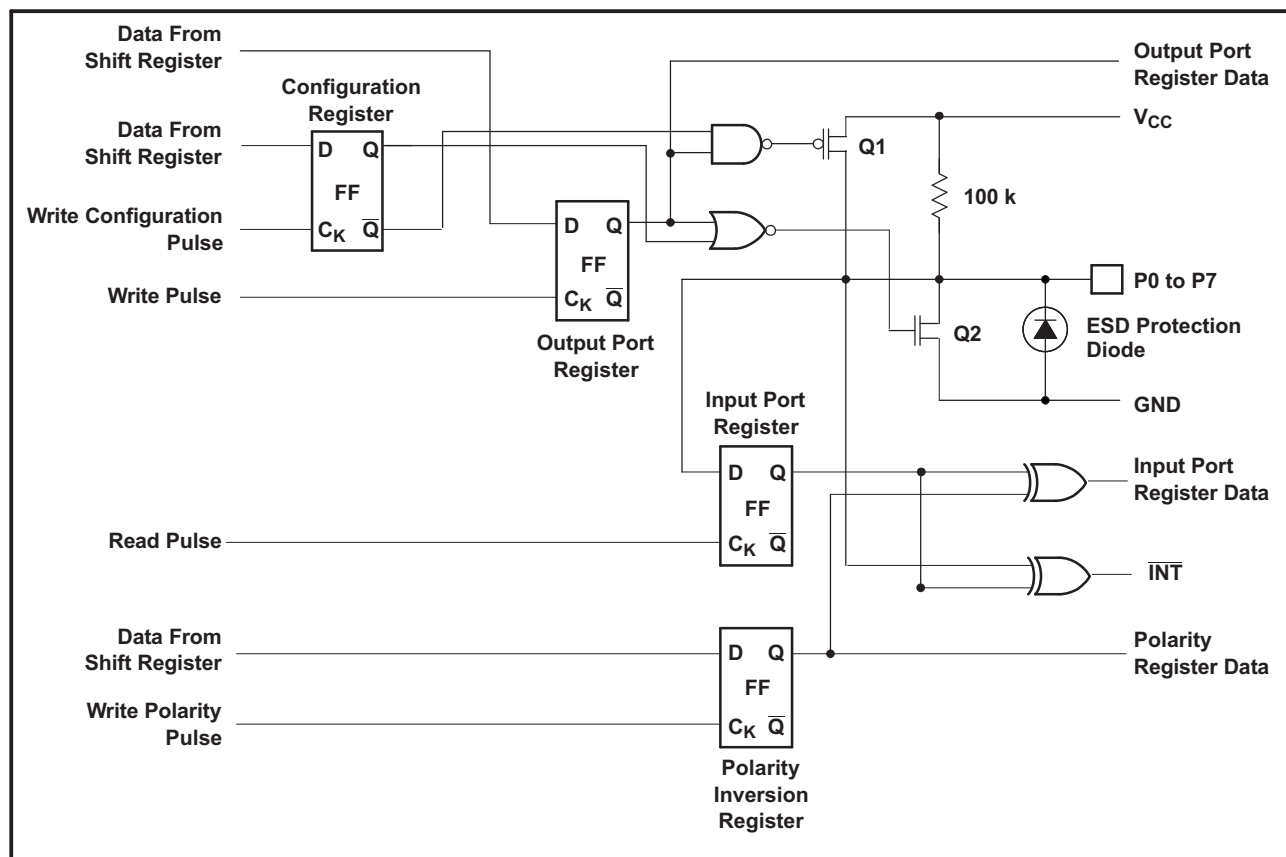 Data From
Shift Register
Output Port
Register Data
Configuration
Register
VCC
Data From
Shift Register
D Q
FF
CK Q̅
Q1
100 k
Write Configuration
Pulse
D Q
FF
CK Q̅
Write Pulse
P0 to P7
ESD Protection
Diode
Q2
Output Port
Register
GND
Input Port
Register
D Q
FF
CK Q̅
Input Port
Register Data
Read Pulse
I̅N̅T̅
Data From
Shift Register
D Q
FF
CK Q̅
Polarity
Register Data
Write Polarity
Pulse
Polarity
Inversion
Register